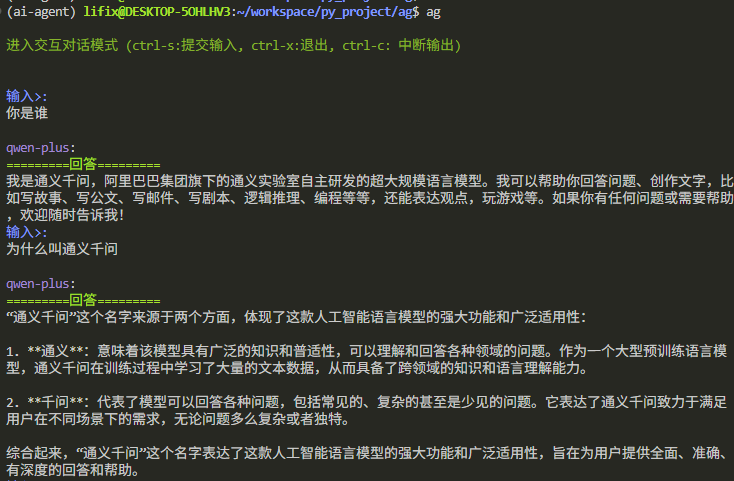 (ai-agent) lifix@DESKTOP-5OHLHV3:~/workspace/py_project/ag$ ag
进入交互对话模式 (ctrl-s:提交输入, ctrl-x:退出, ctrl-c: 中断输出)
输入>:
你是谁
qwen-plus:
=========回答=========
我是通义千问，阿里巴巴集团旗下的通义实验室自主研发的超大规模语言模型。我可以帮助你回答问题、创作文字，比
如写故事、写公文、写邮件、写剧本、逻辑推理、编程等等，还能表达观点，玩游戏等。如果你有任何问题或需要帮助
，欢迎随时告诉我！
输入>:
为什么叫通义千问
qwen-plus:
=========回答=========
“通义千问”这个名字来源于两个方面，体现了这款人工智能语言模型的强大功能和广泛适用性：
1. **通义**：意味着该模型具有广泛的知识和普适性，可以理解和回答各种领域的问题。作为一个大型预训练语言模
型，通义千问在训练过程中学习了大量的文本数据，从而具备了跨领域的知识和语言理解能力。
2. **千问**：代表了模型可以回答各种问题，包括常见的、复杂的甚至是少见的问题。它表达了通义千问致力于满足
用户在不同场景下的需求，无论问题多么复杂或者独特。
综合起来，“通义千问”这个名字表达了这款人工智能语言模型的强大功能和广泛适用性，旨在为用户提供全面、准确、
有深度的回答和帮助。